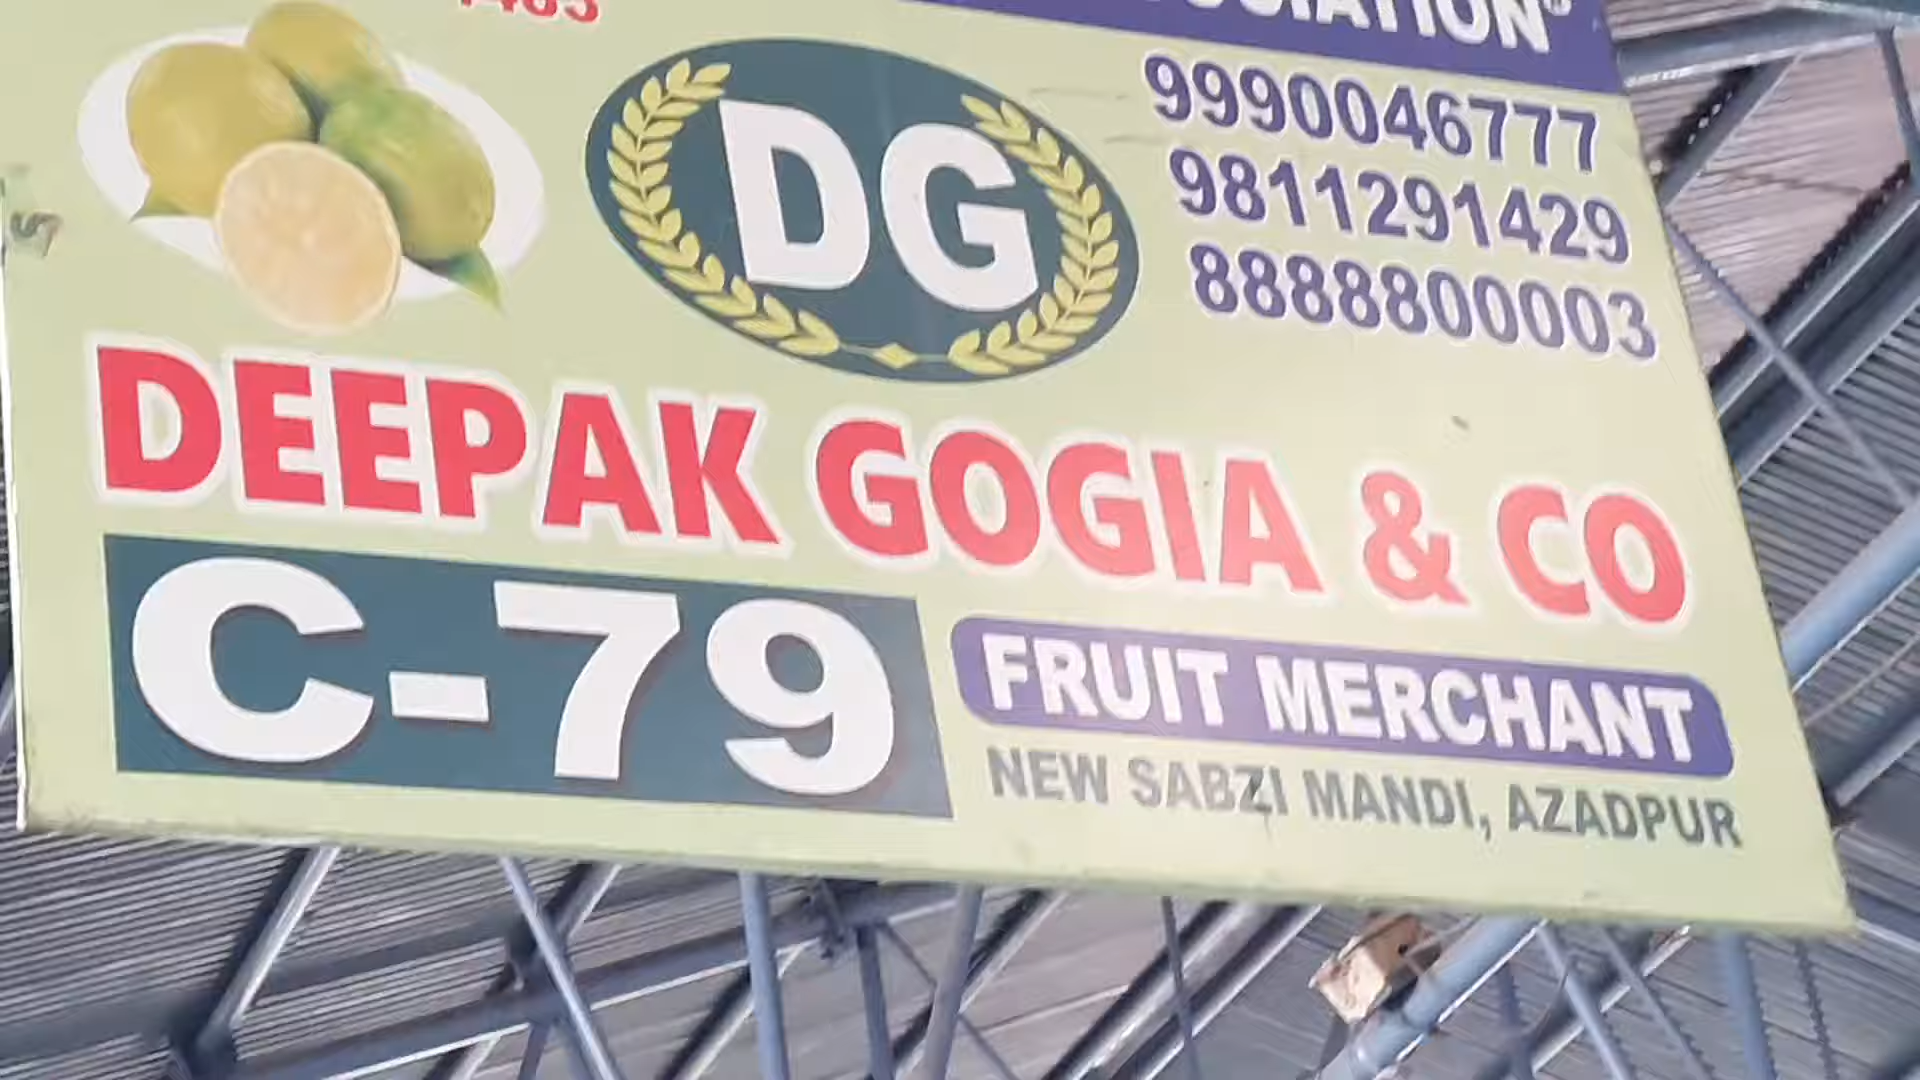 9990046777
9811291429
8888800003
DG
DEEPAK GOGIA & CO
C-79
FRUIT MERCHANT
NEW SABZI MANDI, AZADPUR